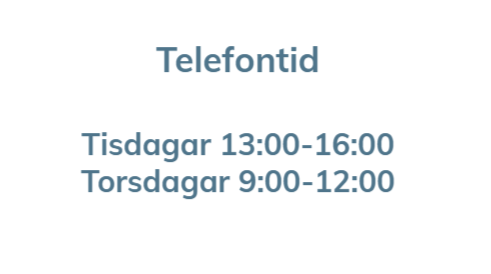 Telefontid
Tisdagar 13:00-16:00
Torsdagar 9:00-12:00